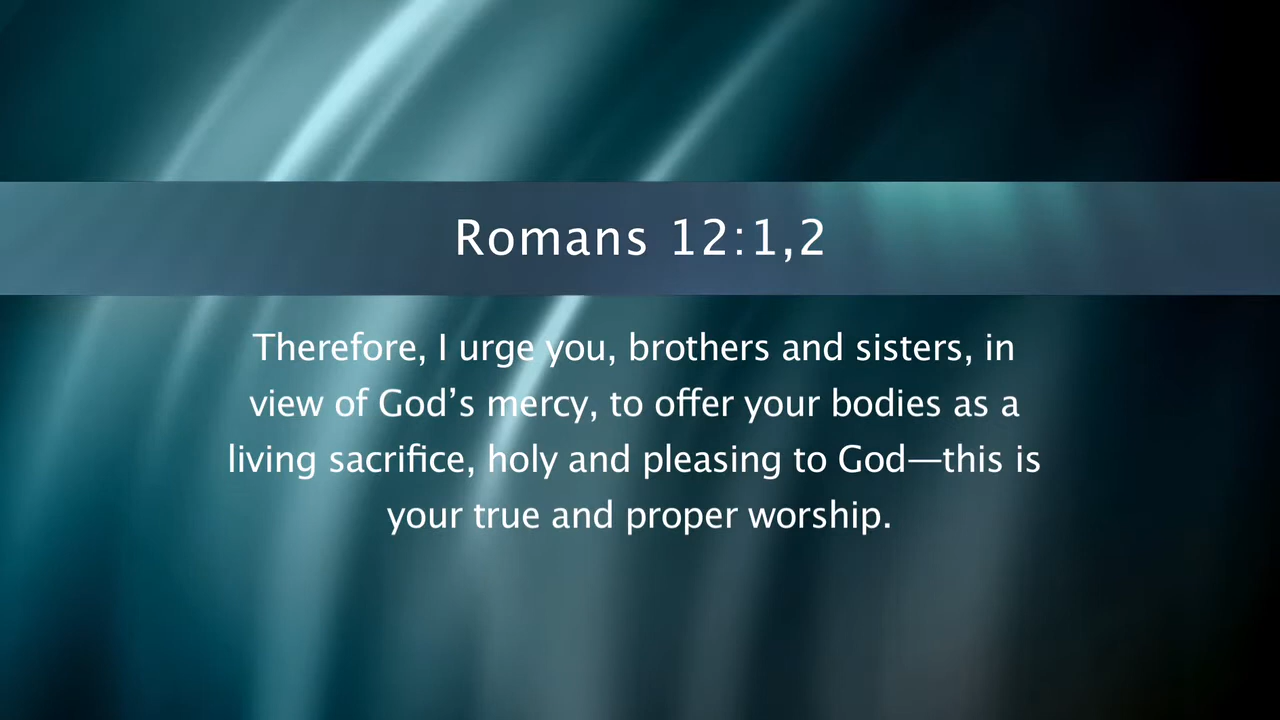 Romans 12:1,2
Therefore, I urge you, brothers and sisters, in
view of God’s mercy, to offer your bodies as a
living sacrifice, holy and pleasing to God—this is
your true and proper worship.